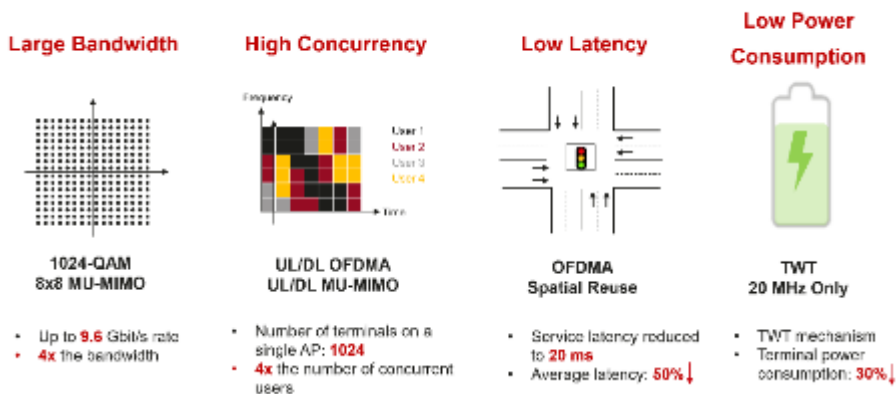 Large Bandwidth
1024-QAM
8x8 MU-MIMO
• Up to 9.6 Gbit/s rate
• 4x the bandwidth
High Concurrency
Frequency
User 1
User 2
User 3
User 4
Time
UL/DL OFDMA
UL/DL MU-MIMO
• Number of terminals on a
single AP: 1024
• 4x the number of concurrent
users
Low Latency
OFDMA
Spatial Reuse
• Service latency reduced
to 20 ms
• Average latency: 50%↓
Low Power
Consumption
TWT
20 MHz Only
• TWT mechanism
• Terminal power
consumption: 30%↓